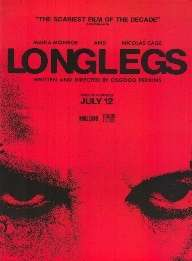 "THE SCARIEST FILM OF THE DECADE"
MAIKA MONROE AND NICOLAS CAGE
LONGLEGS
WRITTEN AND DIRECTED BY OSGOOD PERKINS
JULY 12